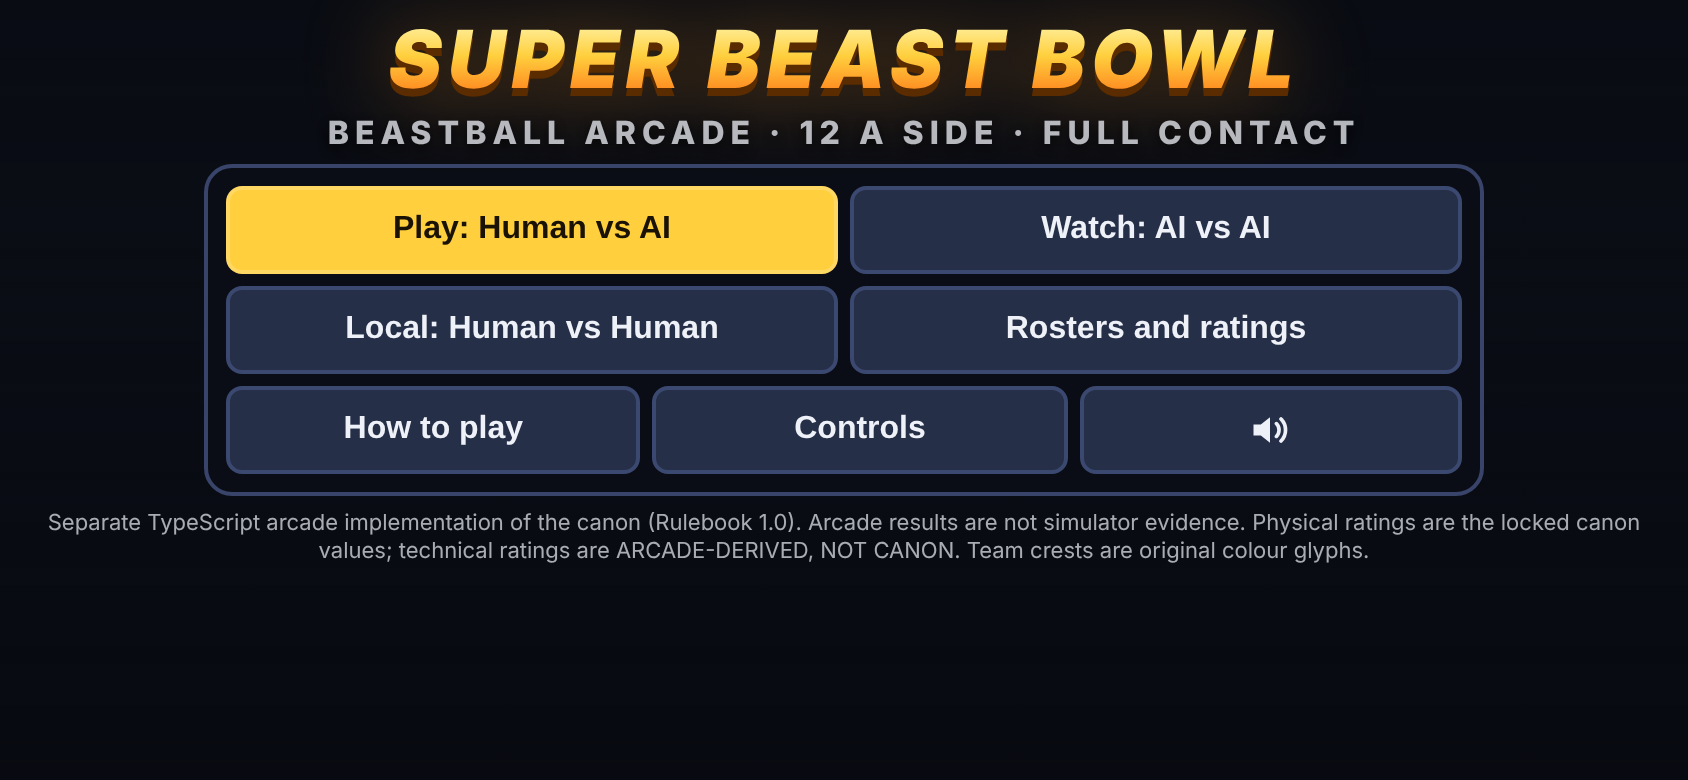 SUPER BEAST BOWL
BEASTBALL ARCADE · 12 A SIDE · FULL CONTACT
Play: Human vs AI
Watch: AI vs AI
Local: Human vs Human
Rosters and ratings
How to play
Controls
Separate TypeScript arcade implementation of the canon (Rulebook 1.0). Arcade results are not simulator evidence. Physical ratings are the locked canon
values; technical ratings are ARCADE-DERIVED, NOT CANON. Team crests are original colour glyphs.